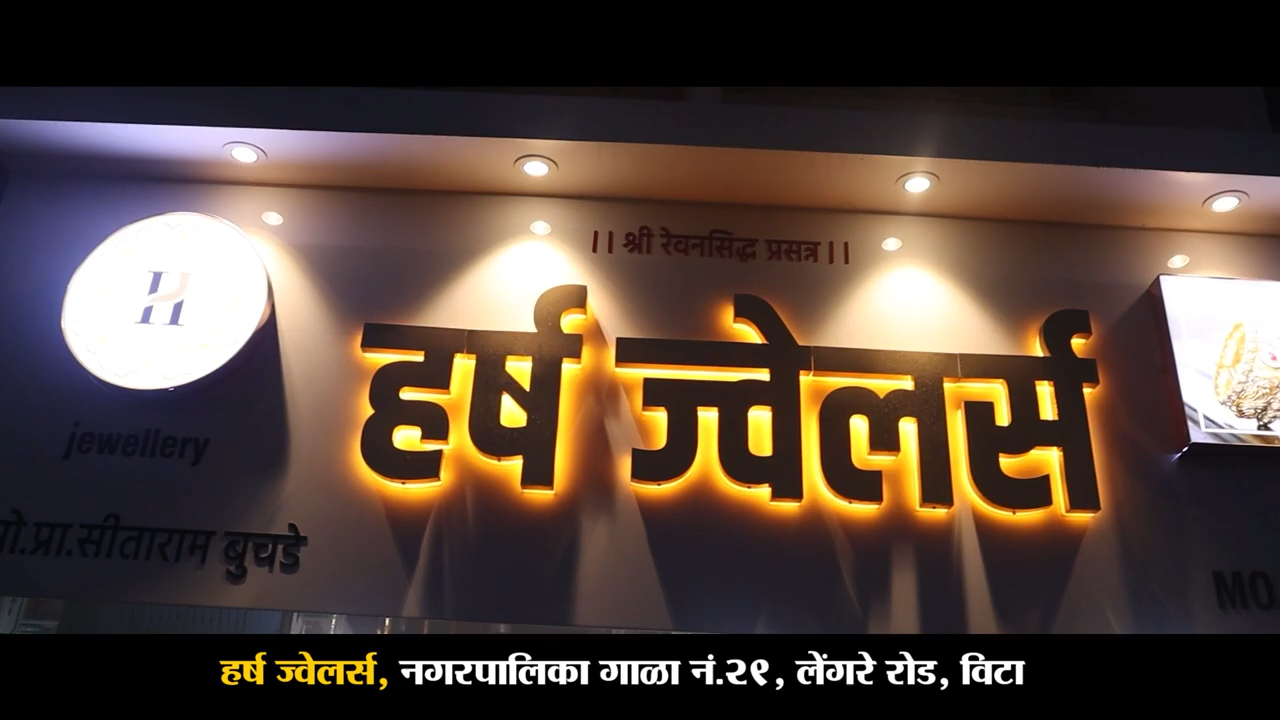 || श्री रेवनसिद्ध प्रसन्न ||
H
हर्ष ज्वेलर्स
jewellery
प्रो.प्रा.सीताराम बुचडे
हर्ष ज्वेलर्स, नगरपालिका गाळा नं.२९, लेंगरे रोड, विटा